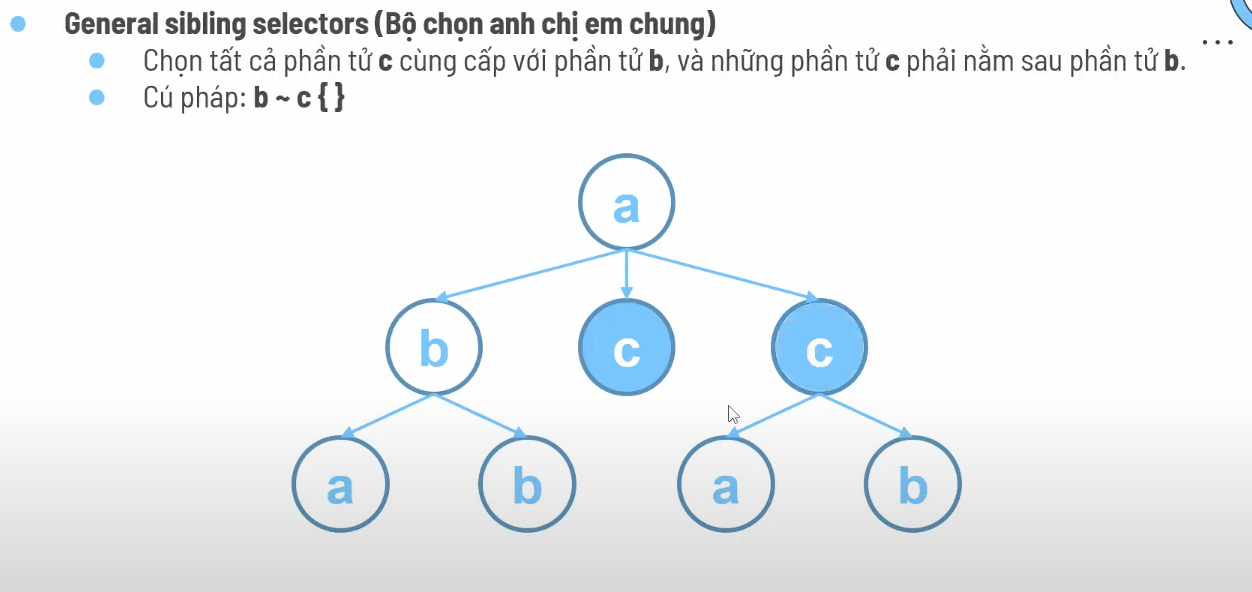 General sibling selectors (Bộ chọn anh chị em chung)
Chọn tất cả phần tử c cùng cấp với phần tử b, và những phần tử c phải nằm sau phần tử b.
Cú pháp: b ~ c { }
a
b c c
a b a b